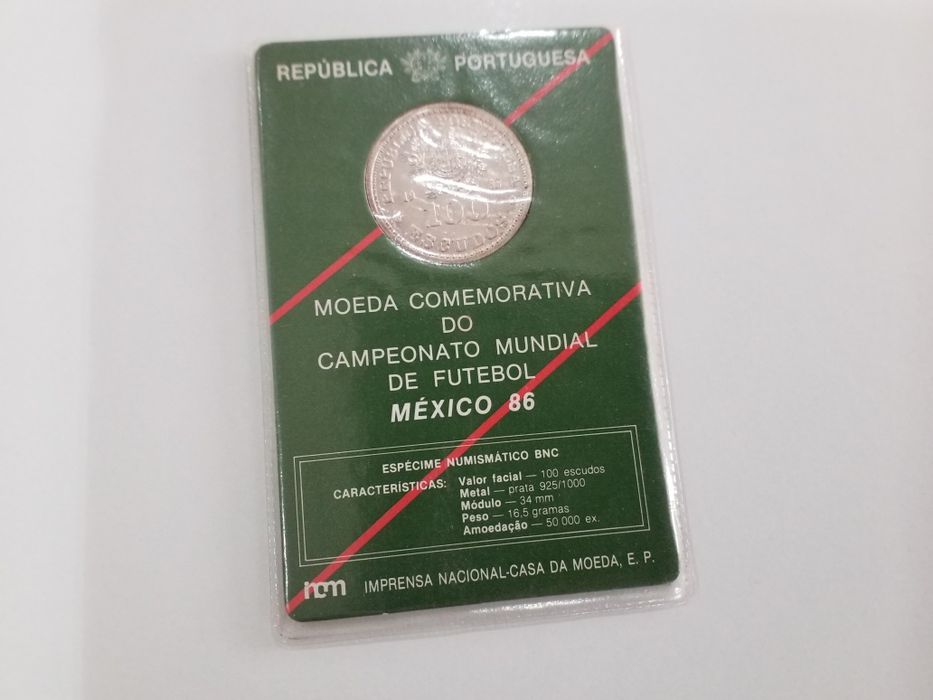 REPÚBLICA PORTUGUESA
100
ESCUDOS
MOEDA COMEMORATIVA
DO
CAMPEONATO MUNDIAL
DE FUTEBOL
MÉXICO 86
ESPÉCIME NUMISMÁTICO BNC
CARACTERÍSTICAS: Valor facial — 100 escudos
Metal — prata 925/1000
Módulo — 34 mm
Peso — 16,5 gramas
Amoedação — 50 000 ex.
incm IMPRENSA NACIONAL-CASA DA MOEDA, E. P.